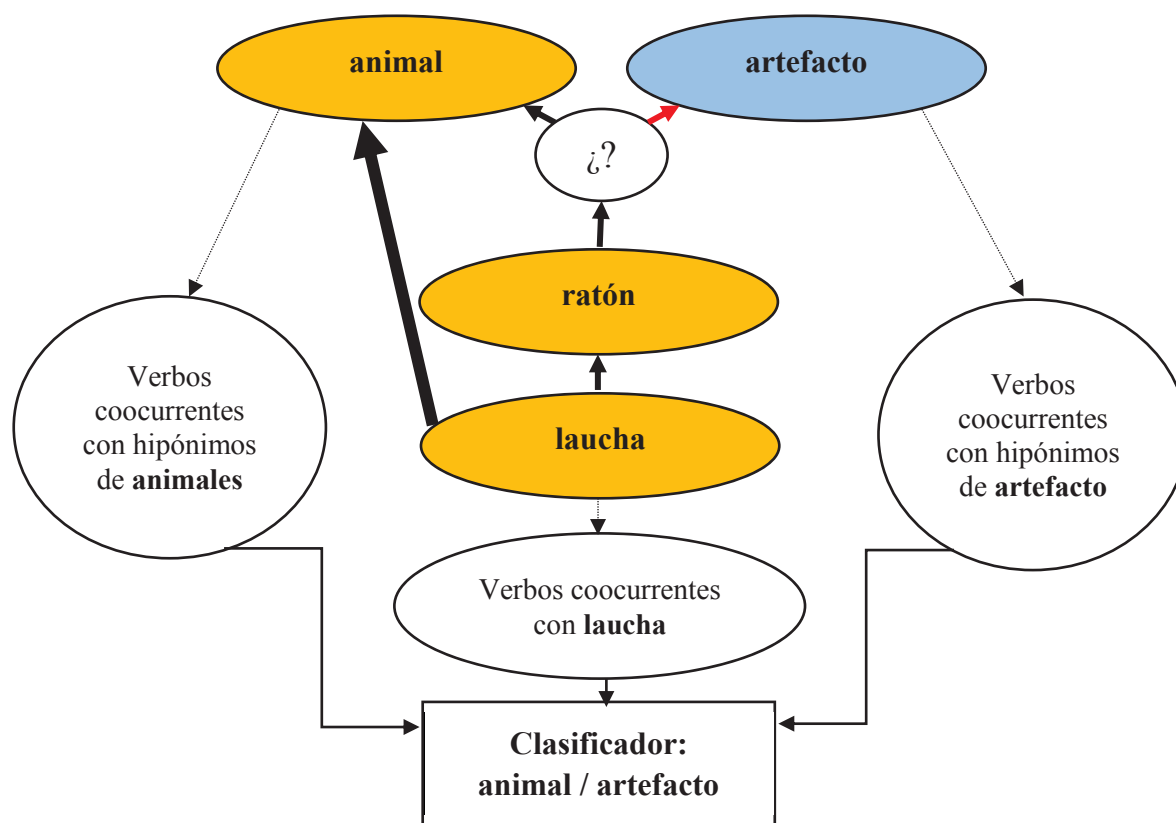 animal
artefacto
¿?
ratón
laucha
Verbos
coocurrentes
con hipónimos
de animales
Verbos
coocurrentes
con hipónimos
de artefacto
Verbos coocurrentes
con laucha
Clasificador:
animal / artefacto